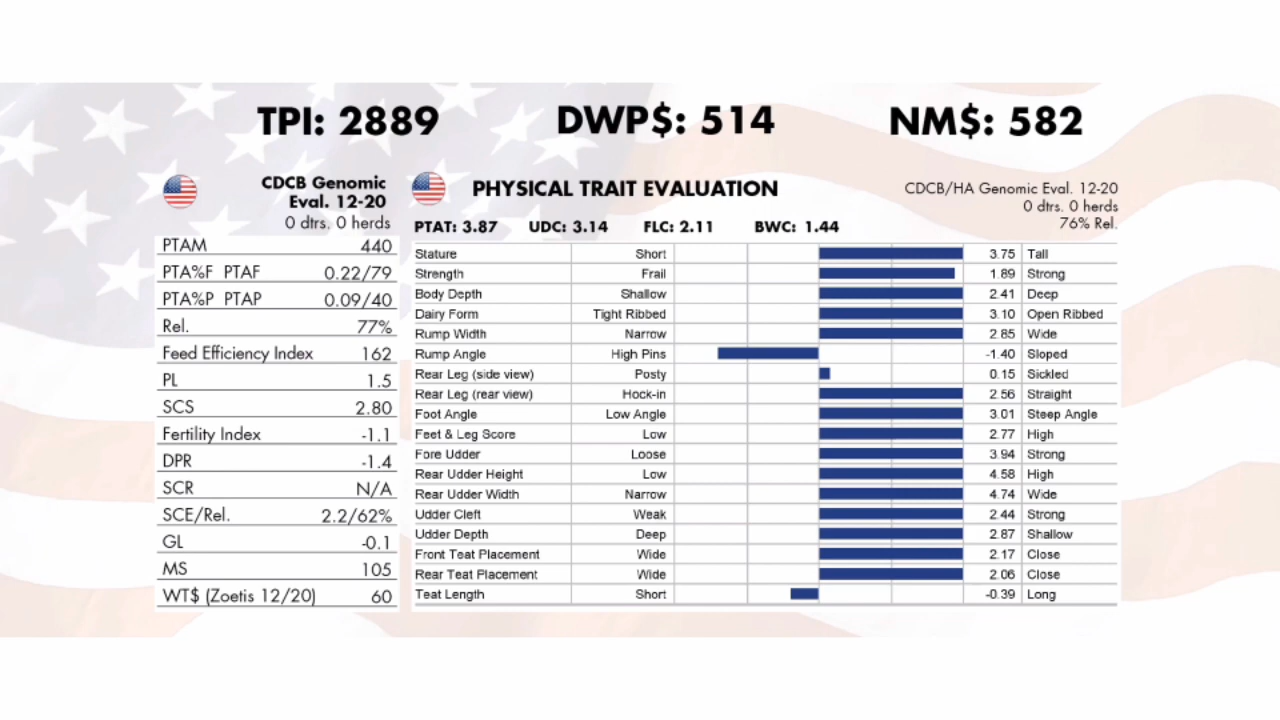 TPI: 2889 DWP$: 514 NM$: 582
CDCB Genomic
Eval. 12-20
0 dtrs. 0 herds
PTAM 440
PTA%F PTAF 0.22/79
PTA%P PTAP 0.09/40
Rel. 77%
Feed Efficiency Index 162
PL 1.5
SCS 2.80
Fertility Index -1.1
DPR -1.4
SCR N/A
SCE/Rel. 2.2/62%
GL -0.1
MS 105
WT$ (Zoetis 12/20) 60
PHYSICAL TRAIT EVALUATION
CDCB/HA Genomic Eval. 12-20
0 dtrs. 0 herds
76% Rel.
PTAT: 3.87 UDC: 3.14 FLC: 2.11 BWC: 1.44
Stature Short 3.75 Tall
Strength Frail 1.89 Strong
Body Depth Shallow 2.41 Deep
Dairy Form Tight Ribbed 3.10 Open Ribbed
Rump Width Narrow 2.85 Wide
Rump Angle High Pins -1.40 Sloped
Rear Leg (side view) Posty 0.15 Sickled
Rear Leg (rear view) Hock-in 2.56 Straight
Foot Angle Low Angle 3.01 Steep Angle
Feet & Leg Score Low 2.77 High
Fore Udder Loose 3.94 Strong
Rear Udder Height Low 4.58 High
Rear Udder Width Narrow 4.74 Wide
Udder Cleft Weak 2.44 Strong
Udder Depth Deep 2.87 Shallow
Front Teat Placement Wide 2.17 Close
Rear Teat Placement Wide 2.06 Close
Teat Length Short -0.39 Long